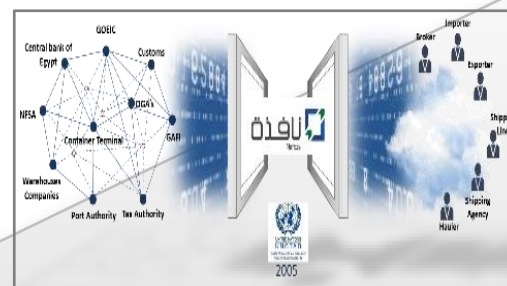 GOEIC
Central bank of
Egypt
Customs
NFSA
OGA's
GAFI
Container Terminal
Warehouses
Companies
Port Authority
Tax Authority
نافذة
Nafeza
2005
Importer
Broker
Exporter
Shipping
Line
Shipping
Agency
Hauler